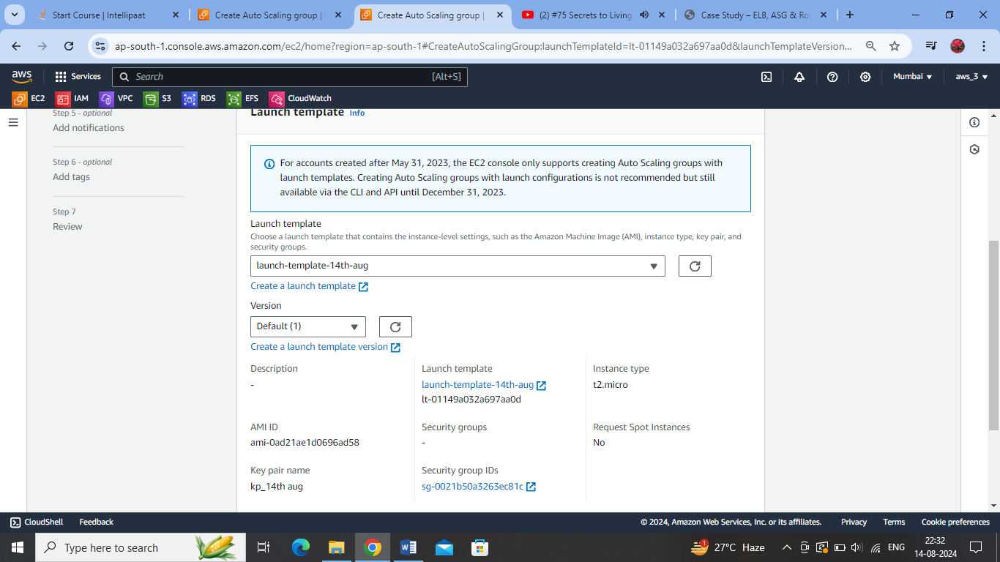 Start Course | Intellipaat
Create Auto Scaling group |
Create Auto Scaling group |
(2) #75 Secrets to Living
Case Study – ELB, ASG & Ro
ap-south-1.console.aws.amazon.com/ec2/home?region=ap-south-1#CreateAutoScalingGroup:launchTemplateId=lt-01149a032a697aa0d&launchTemplateVersion...
aws
Services
Search
[Alt+S]
Mumbai
aws_3
EC2
IAM
VPC
S3
RDS
EFS
CloudWatch
Step 5 - optional
Add notifications
Step 6 - optional
Add tags
Step 7
Review
Launch template Info
For accounts created after May 31, 2023, the EC2 console only supports creating Auto Scaling groups with
launch templates. Creating Auto Scaling groups with launch configurations is not recommended but still
available via the CLI and API until December 31, 2023.
Launch template
Choose a launch template that contains the instance-level settings, such as the Amazon Machine Image (AMI), instance type, key pair, and
security groups.
launch-template-14th-aug
Create a launch template
Version
Default (1)
Create a launch template version
Description
-
Launch template
launch-template-14th-aug
lt-01149a032a697aa0d
Instance type
t2.micro
AMI ID
ami-0ad21ae1d0696ad58
Security groups
-
Request Spot Instances
No
Key pair name
kp_14th aug
Security group IDs
sg-0021b50a3263ec81c
CloudShell
Feedback
© 2024, Amazon Web Services, Inc. or its affiliates.
Privacy
Terms
Cookie preferences
Type here to search
1
27°C Haze
ENG
22:32
14-08-2024